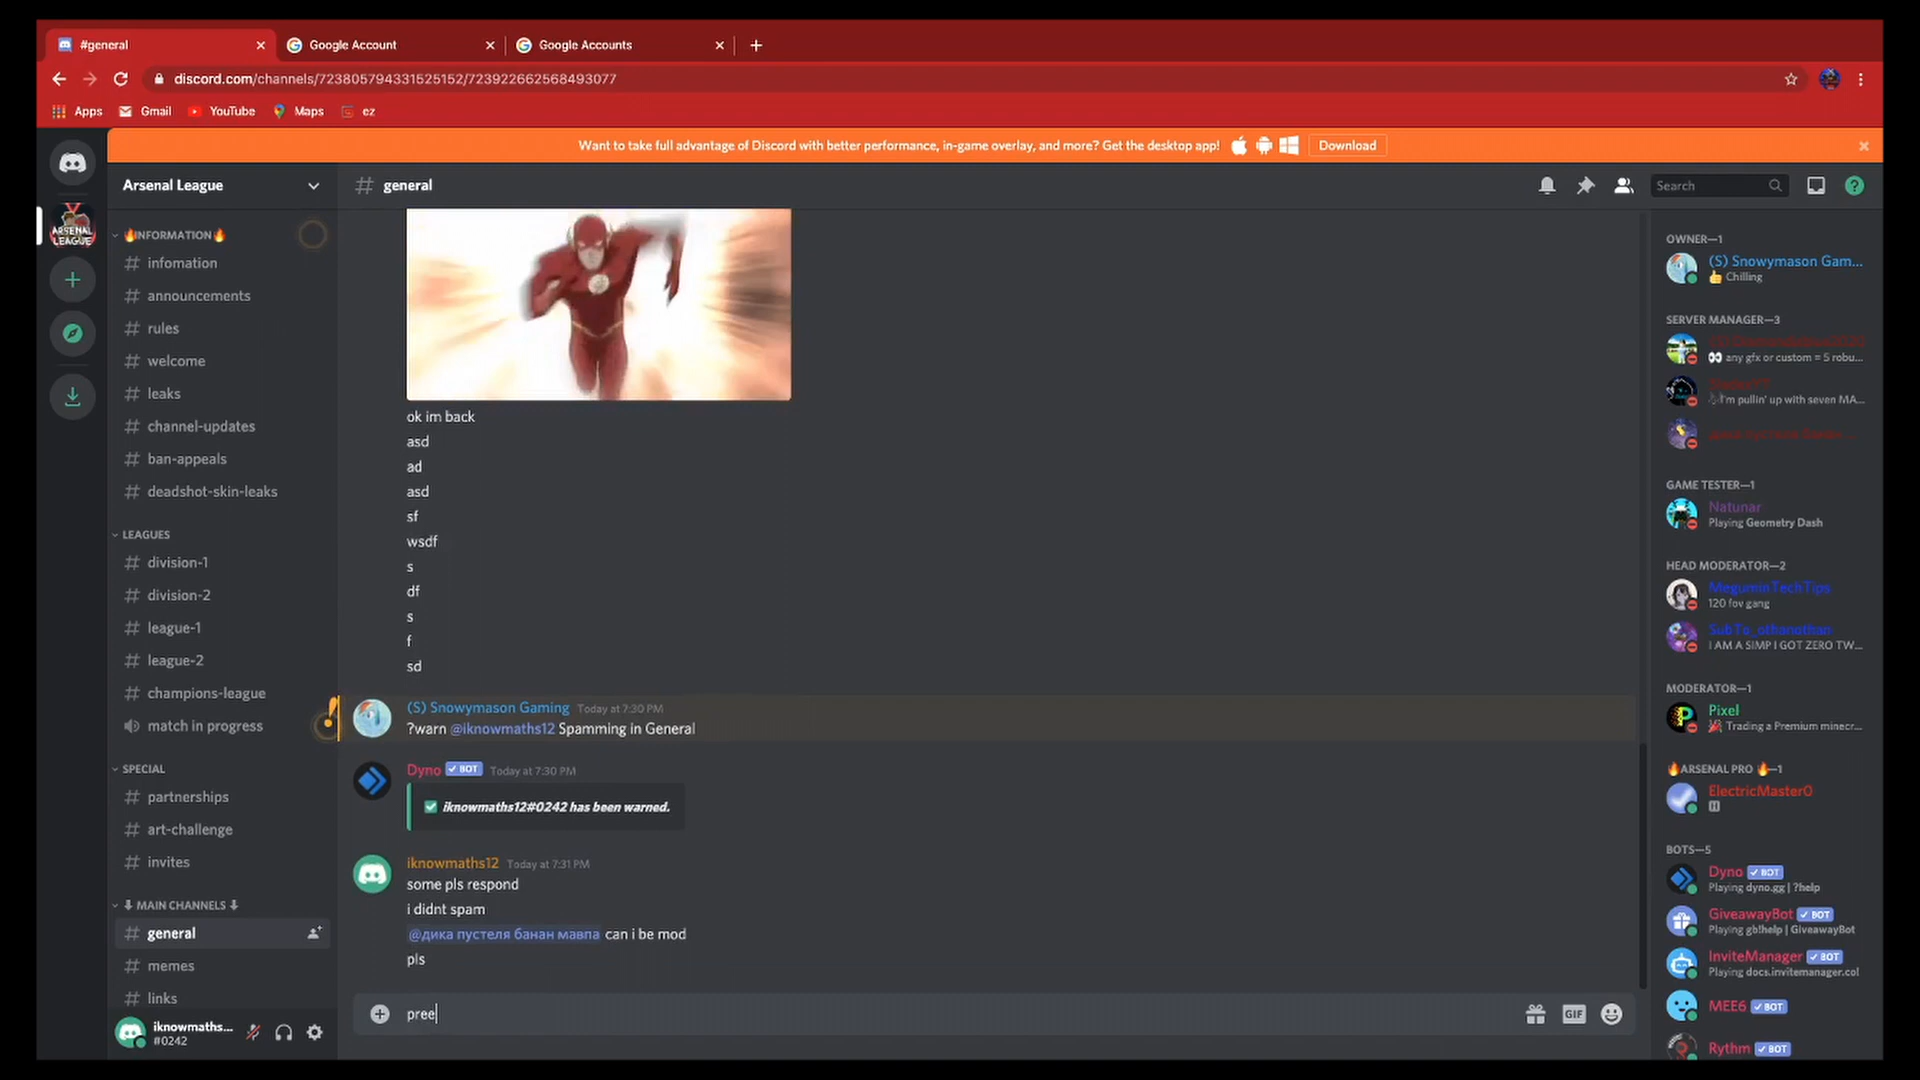 #general
Google Account
Google Accounts
discord.com/channels/723805794331525152/723922662568493077
Apps
Gmail
YouTube
Maps
ez
Want to take full advantage of Discord with better performance, in-game overlay, and more? Get the desktop app!
Download
ARSENAL
LEAGUE
Arsenal League
🔥INFORMATION🔥
infomation
announcements
rules
welcome
leaks
channel-updates
ban-appeals
deadshot-skin-leaks
LEAGUES
division-1
division-2
league-1
league-2
champions-league
match in progress
SPECIAL
partnerships
art-challenge
invites
⬇ MAIN CHANNELS ⬇
general
memes
links
iknowmaths...
#0242
# general
Search
ok im back
asd
ad
asd
sf
wsdf
s
df
s
f
sd
(S) Snowymason Gaming Today at 7:30 PM
?warn @iknowmaths12 Spamming in General
Dyno BOT Today at 7:30 PM
iknowmaths12#0242 has been warned.
iknowmaths12 Today at 7:31 PM
some pls respond
i didnt spam
@дика пустеля банан мавпа can i be mod
pls
pree
GIF
OWNER—1
(S) Snowymason Gam...
👍 Chilling
SERVER MANAGER—3
👀 any gfx or custom = 5 robu...
I'm pullin' up with seven MA...
GAME TESTER—1
Natunar
Playing Geometry Dash
HEAD MODERATOR—2
MeguminTechTips
120 fov gang
SubTo_othanothan
I AM A SIMP I GOT ZERO TW...
MODERATOR—1
Pixel
🎉 Trading a Premium minecr...
🔥ARSENAL PRO 🔥—1
ElectricMaster0
BOTS—5
Dyno BOT
Playing dyno.gg | ?help
GiveawayBot BOT
Playing gb!help | GiveawayBot
InviteManager BOT
Playing docs.invitemanager.col
MEE6 BOT
Rythm BOT